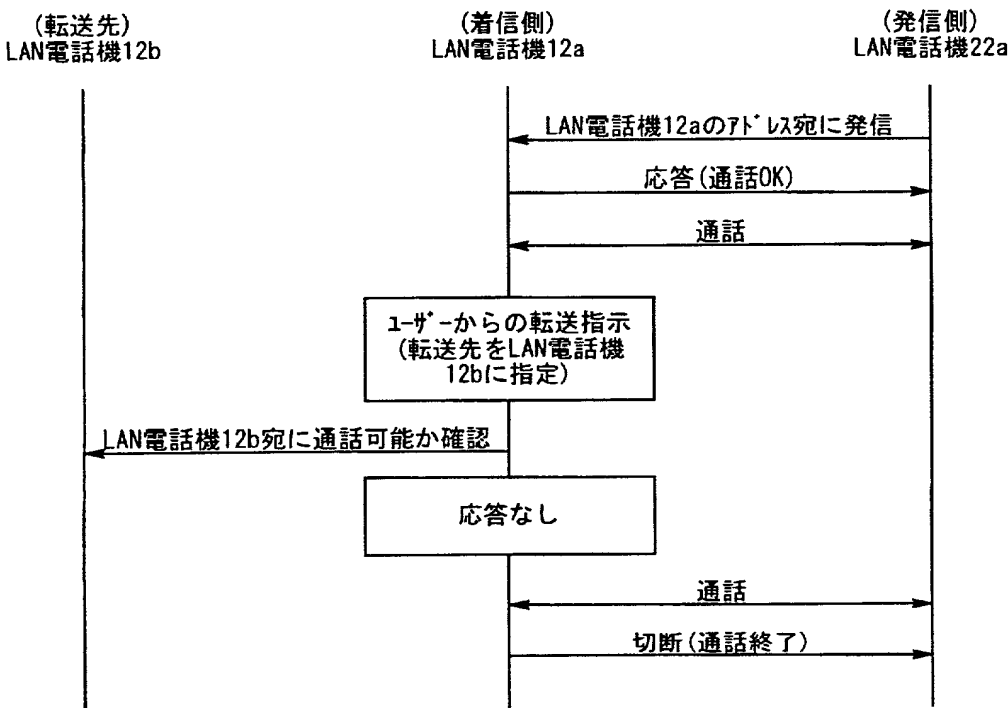 (転送先)
LAN電話機12b
(着信側)
LAN電話機12a
(発信側)
LAN電話機22a
LAN電話機12aのｱﾄﾞﾚｽ宛に発信
応答(通話OK)
通話
ﾕｰｻﾞｰからの転送指示
(転送先をLAN電話機
12bに指定)
LAN電話機12b宛に通話可能か確認
応答なし
通話
切断(通話終了)